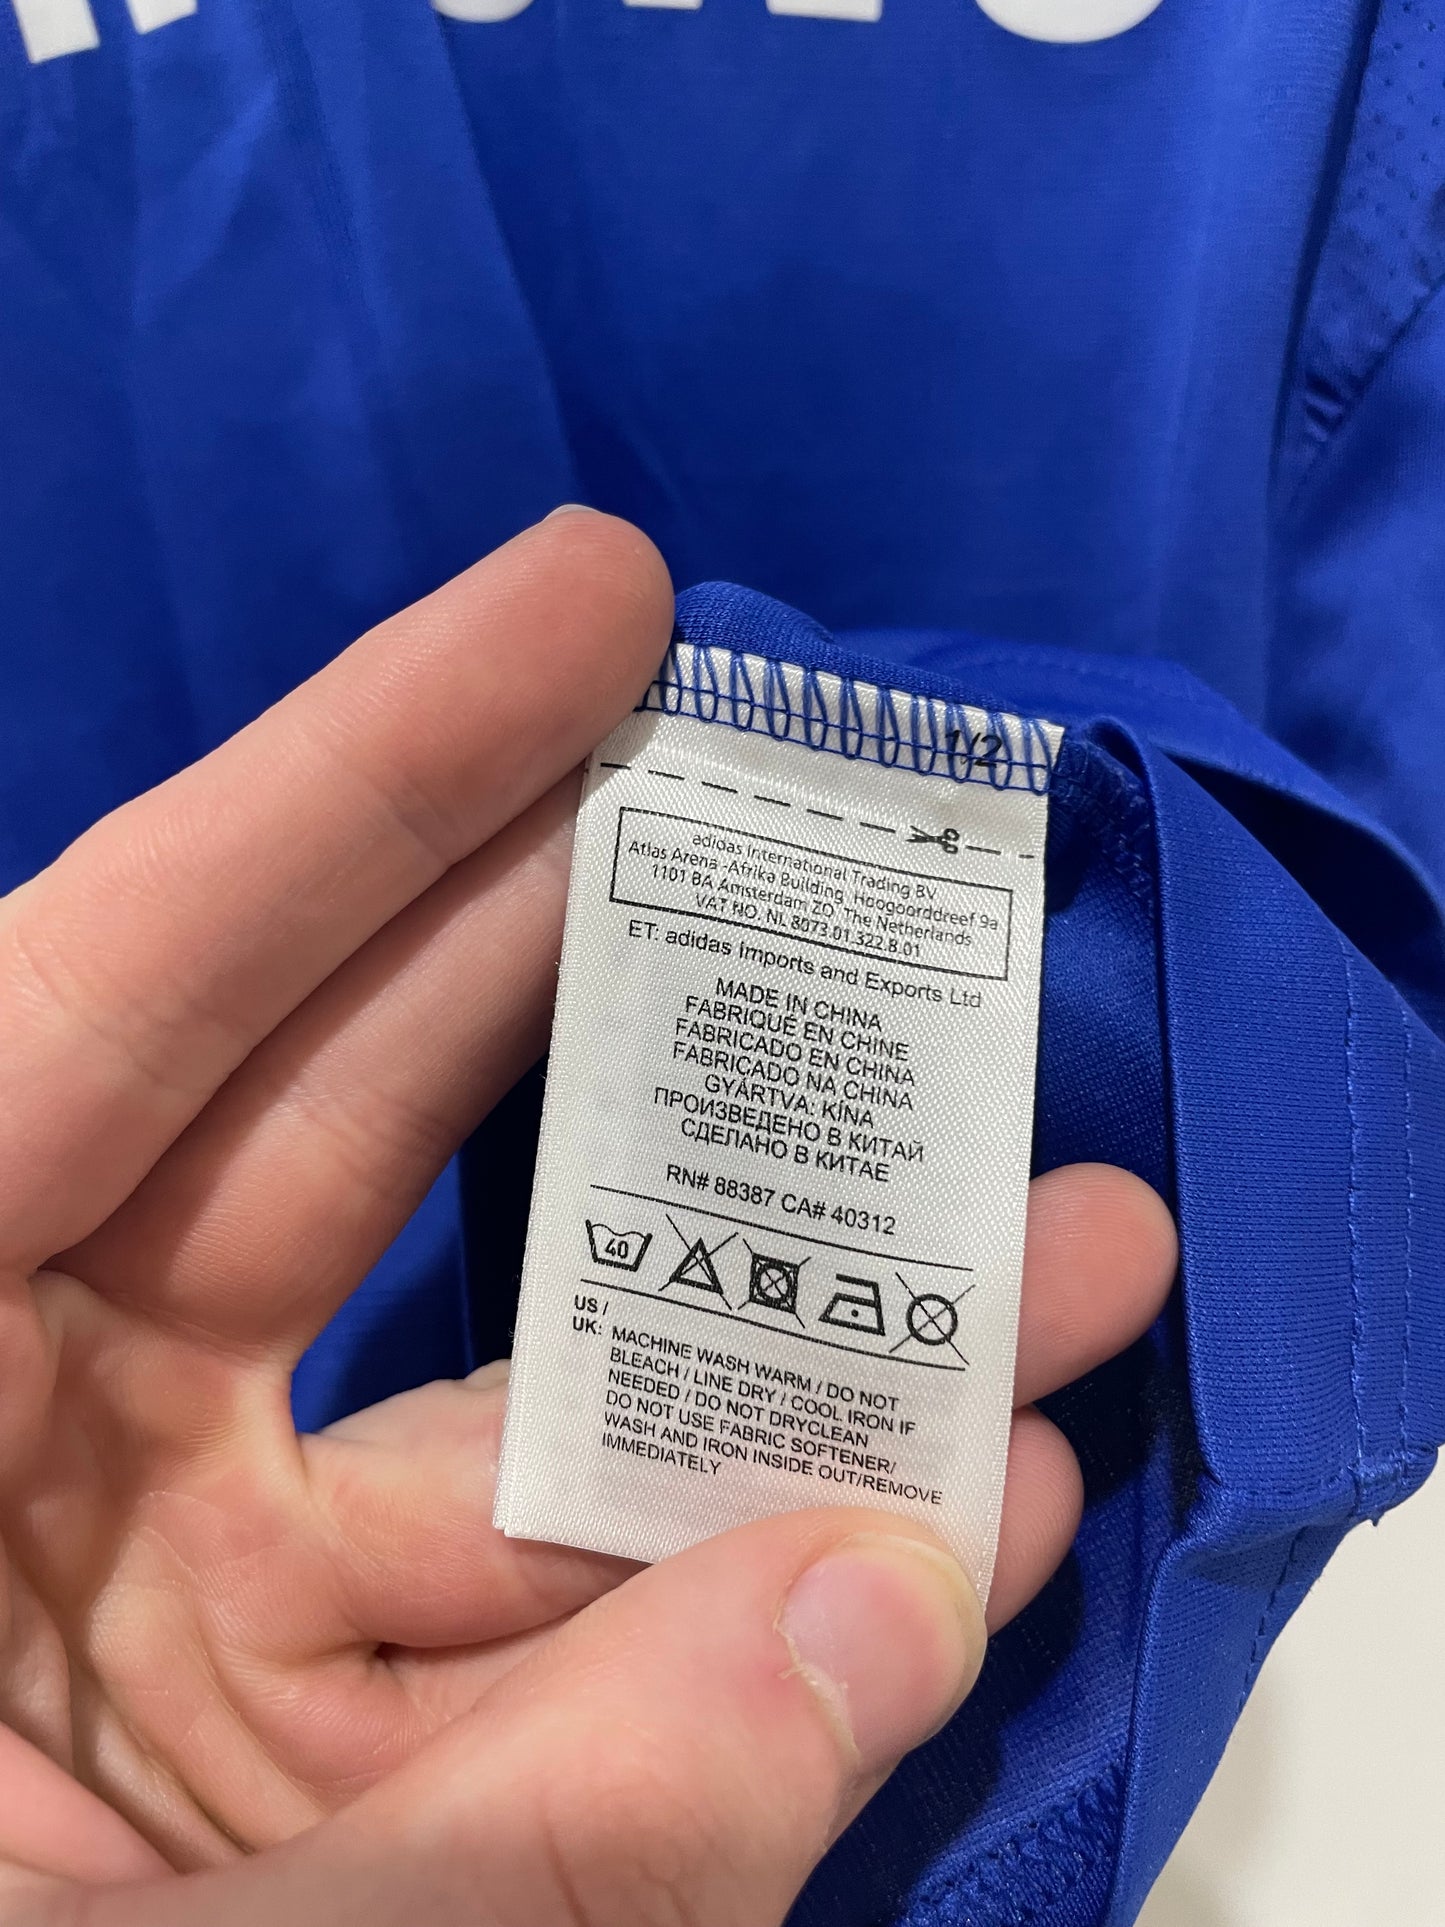 1/2
adidas International Trading BV
Atlas Arena -Afrika Building, Hoogoorddreef 9a
1101 BA Amsterdam ZO The Netherlands
VAT NO. NL 8073.01.322.B.01
ET: adidas Imports and Exports Ltd
MADE IN CHINA
FABRIQUÉ EN CHINE
FABRICADO EN CHINA
FABRICADO NA CHINA
GYÁRTVA: KÍNA
ПРОИЗВЕДЕНО В КИТАЙ
СДЕЛАНО В КИТАЕ
RN# 88387 CA# 40312
40
US /
UK: MACHINE WASH WARM / DO NOT
BLEACH / LINE DRY / COOL IRON IF
NEEDED / DO NOT DRYCLEAN
DO NOT USE FABRIC SOFTENER/
WASH AND IRON INSIDE OUT/REMOVE
IMMEDIATELY